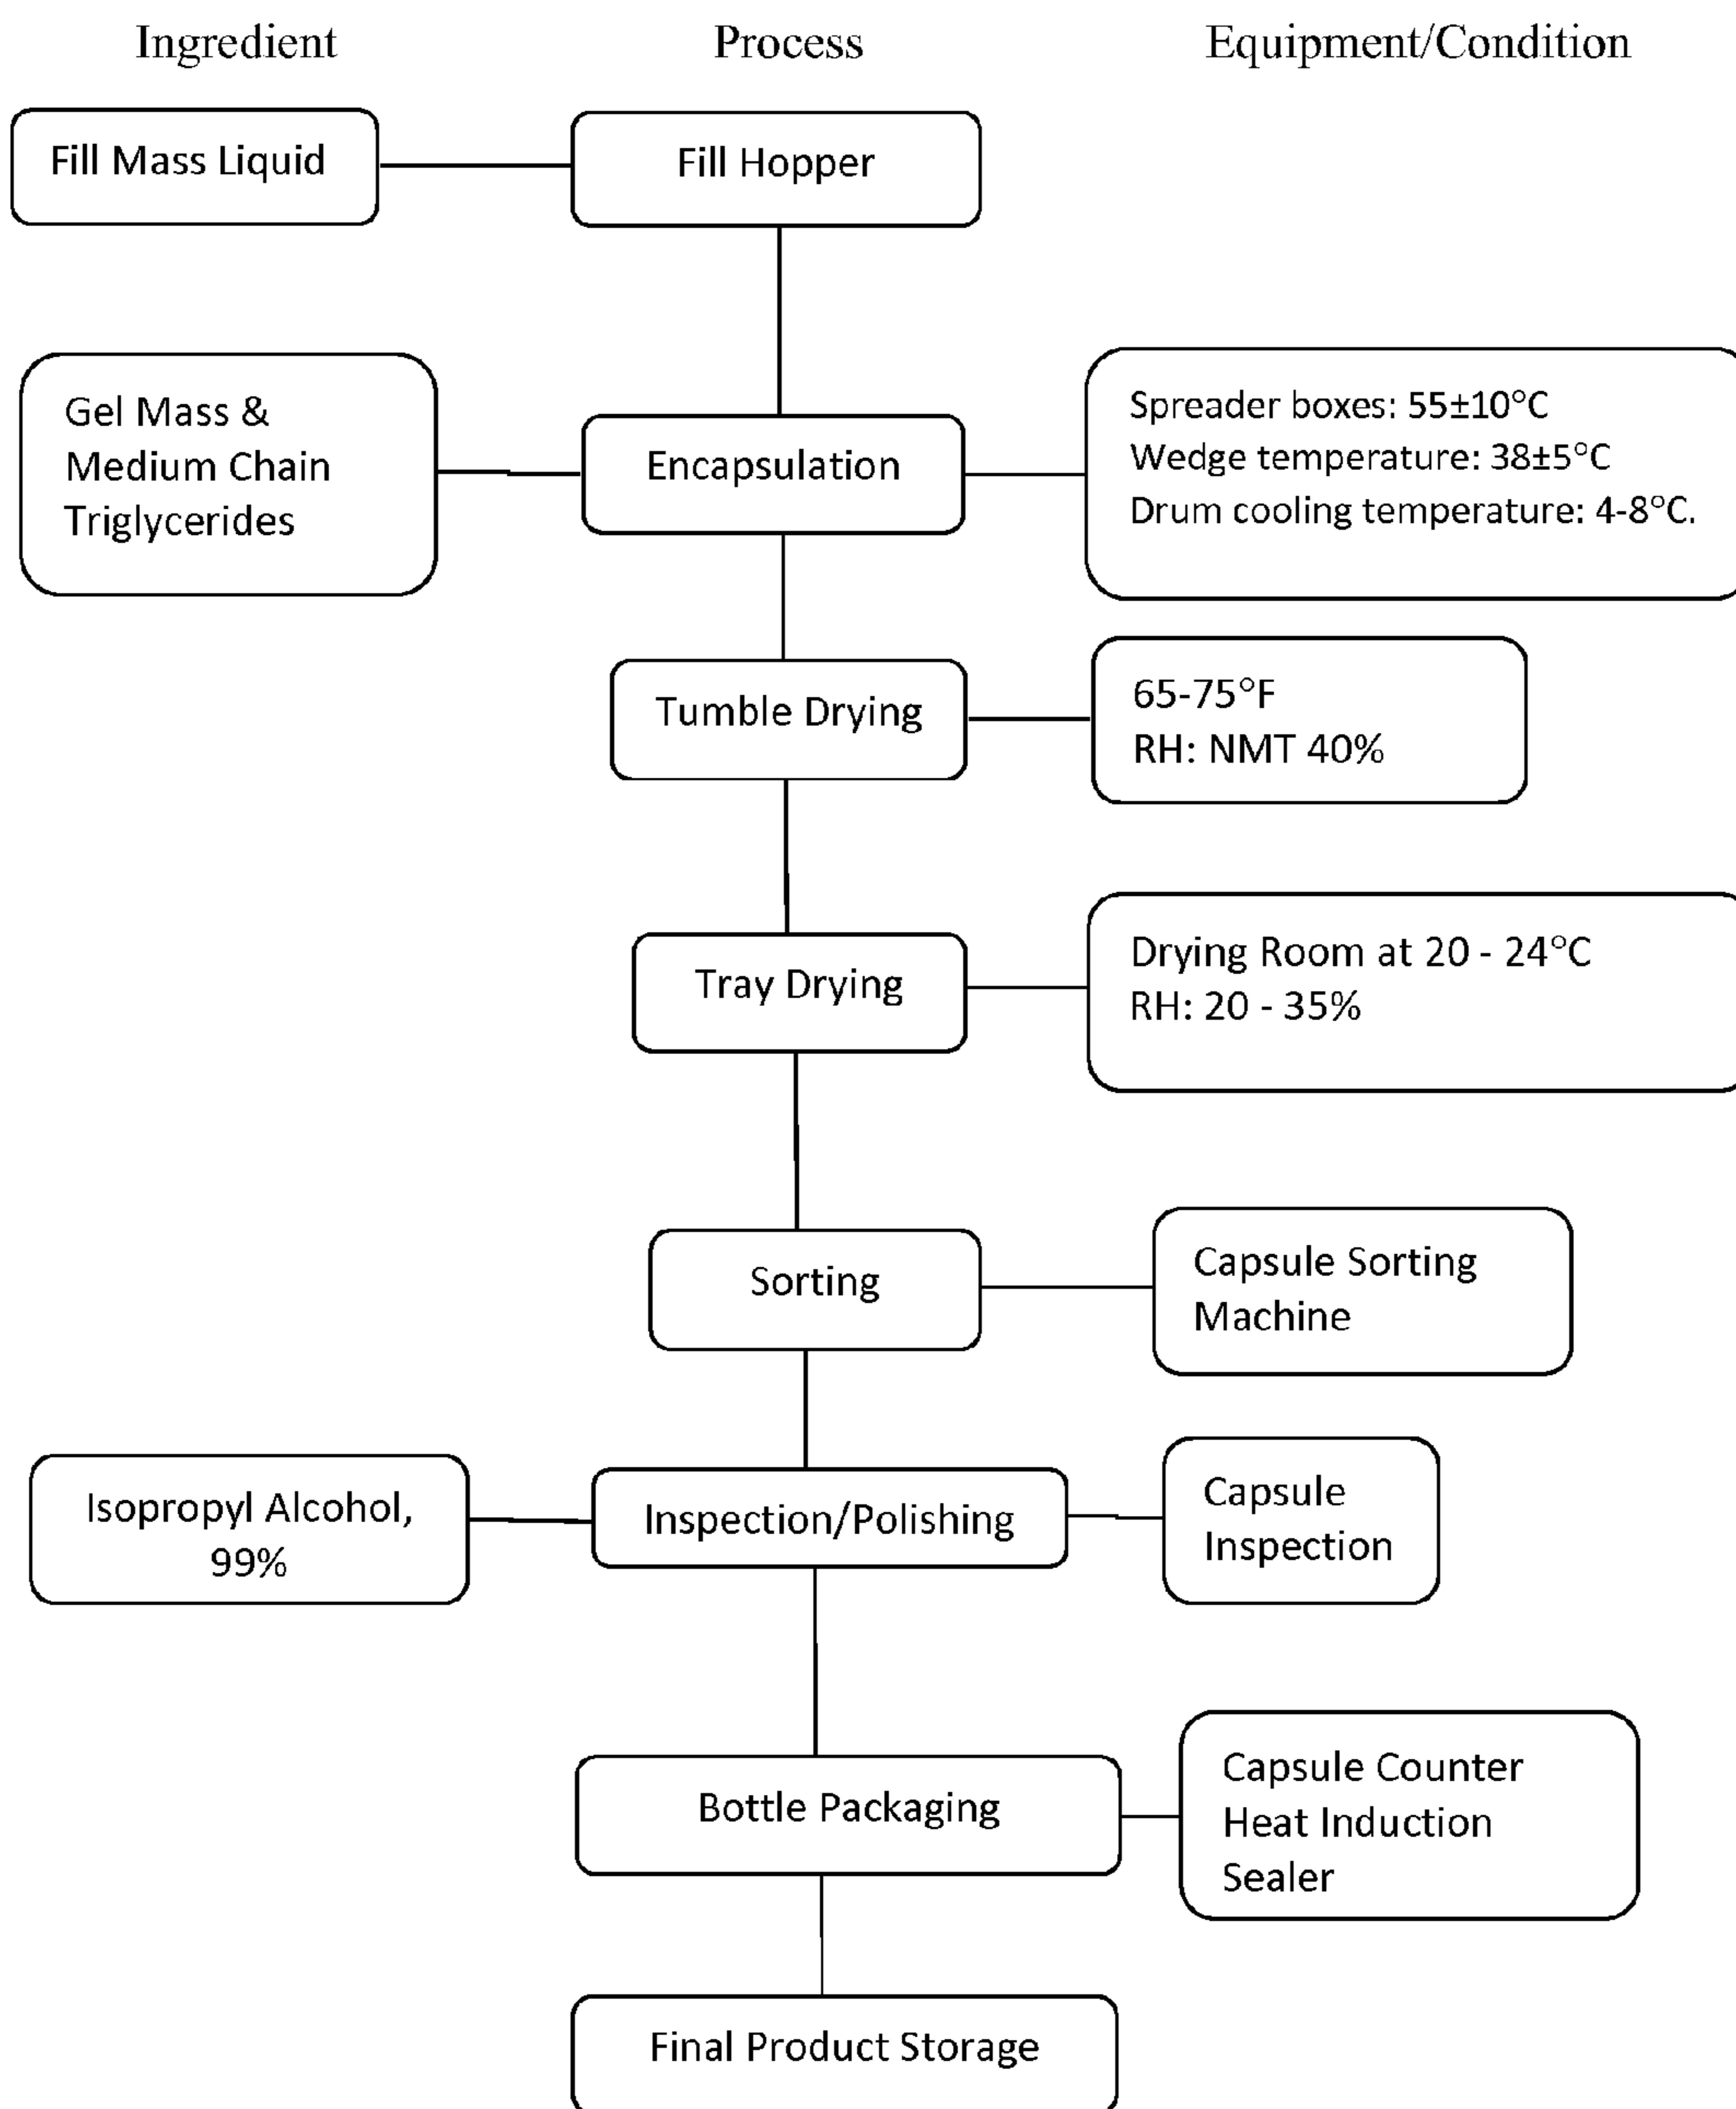 Ingredient
Process
Equipment/Condition
Fill Mass Liquid
Fill Hopper
Gel Mass &
Medium Chain
Triglycerides
Encapsulation
Spreader boxes: 55±10°C
Wedge temperature: 38±5°C
Drum cooling temperature: 4-8°C.
Tumble Drying
65-75°F
RH: NMT 40%
Tray Drying
Drying Room at 20 - 24°C
RH: 20 - 35%
Sorting
Capsule Sorting
Machine
Isopropyl Alcohol,
99%
Inspection/Polishing
Capsule
Inspection
Bottle Packaging
Capsule Counter
Heat Induction
Sealer
Final Product Storage